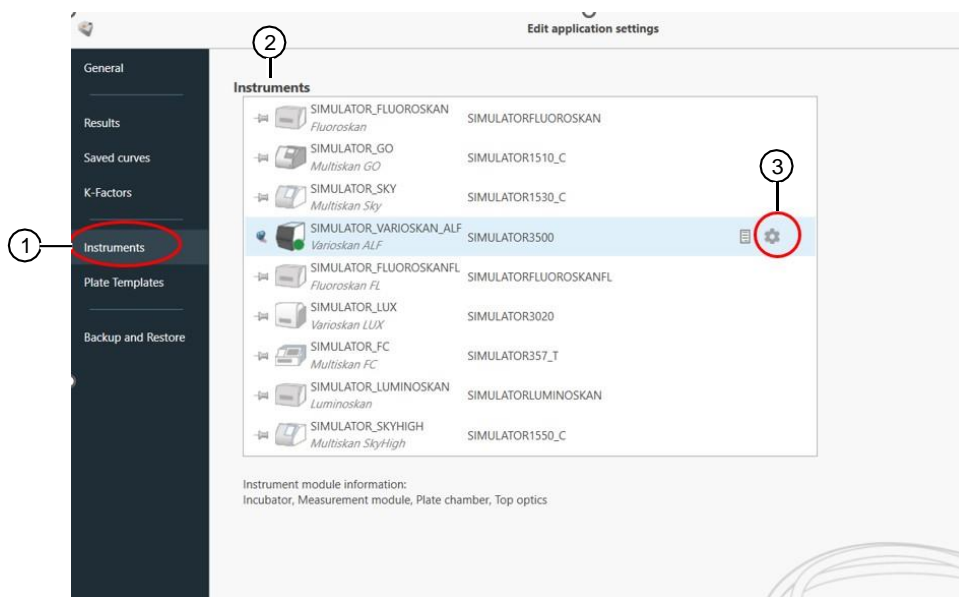 Edit application settings
2
General
Instruments
SIMULATOR_FLUOROSKAN
Fluoroskan
SIMULATORFLUOROSKAN
Results
SIMULATOR_GO
Multiskan GO
SIMULATOR1510_C
Saved curves
3
K-Factors
SIMULATOR_SKY
Multiskan Sky
SIMULATOR1530_C
1
Instruments
SIMULATOR_VARIOSKAN_ALF
Varioskan ALF
SIMULATOR3500
Plate Templates
SIMULATOR_FLUOROSKANFL
Fluoroskan FL
SIMULATORFLUOROSKANFL
SIMULATOR_LUX
Varioskan LUX
SIMULATOR3020
Backup and Restore
SIMULATOR_FC
Multiskan FC
SIMULATOR357_T
SIMULATOR_LUMINOSKAN
Luminoskan
SIMULATORLUMINOSKAN
SIMULATOR_SKYHIGH
Multiskan SkyHigh
SIMULATOR1550_C
Instrument module information:
Incubator, Measurement module, Plate chamber, Top optics